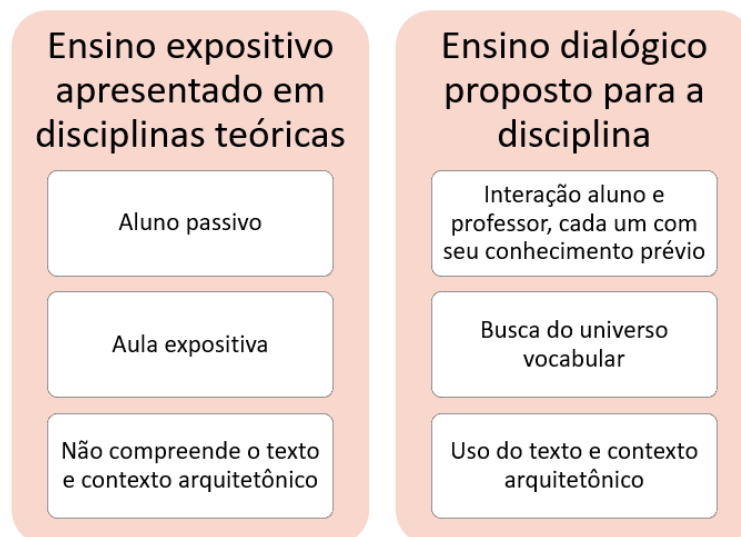 Ensino expositivo
apresentado em
disciplinas teóricas
Aluno passivo
Aula expositiva
Não compreende o texto
e contexto arquitetônico
Ensino dialógico
proposto para a
disciplina
Interação aluno e
professor, cada um com
seu conhecimento prévio
Busca do universo
vocabular
Uso do texto e contexto
arquitetônico